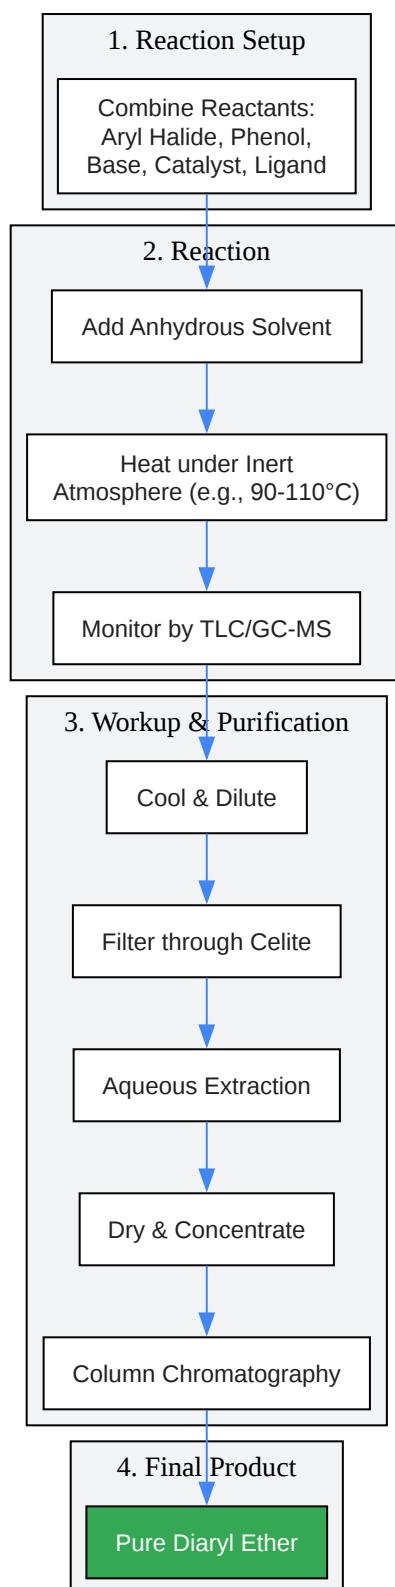 1. Reaction Setup
Combine Reactants:
Aryl Halide, Phenol,
Base, Catalyst, Ligand
2. Reaction
Add Anhydrous Solvent
Heat under Inert
Atmosphere (e.g., 90-110°C)
Monitor by TLC/GC-MS
3. Workup & Purification
Cool & Dilute
Filter through Celite
Aqueous Extraction
Dry & Concentrate
Column Chromatography
4. Final Product
Pure Diaryl Ether